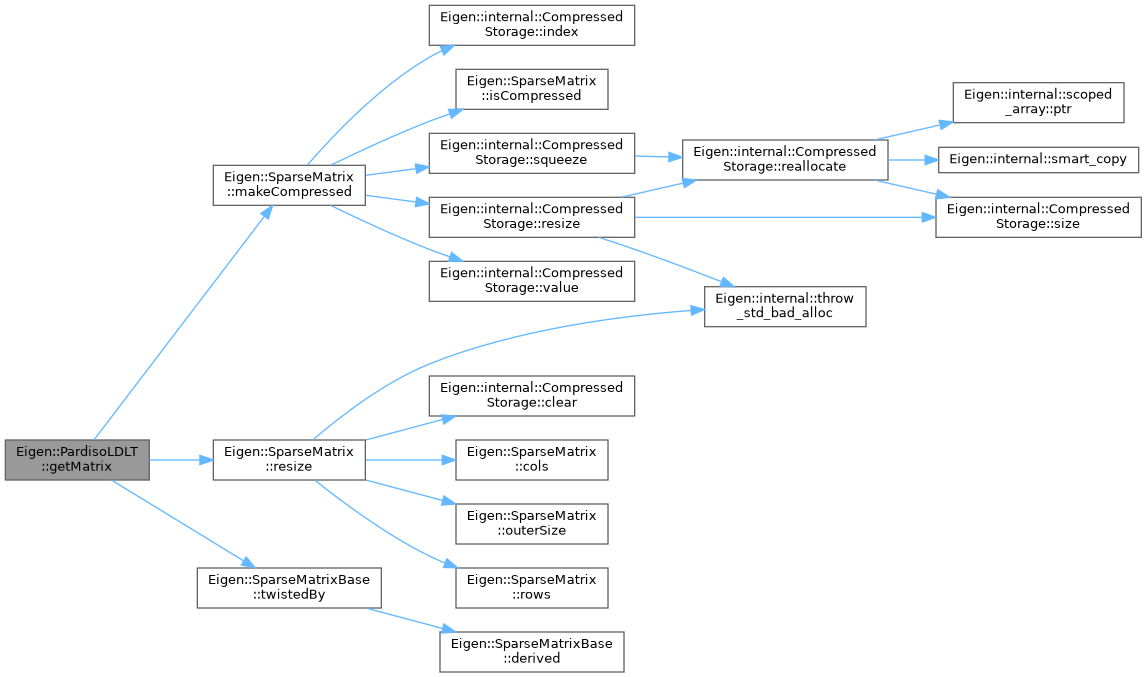 Eigen::internal::Compressed
Storage::index
Eigen::SparseMatrix
::isCompressed
Eigen::internal::scoped
_array::ptr
Eigen::internal::Compressed
Storage::squeeze
Eigen::internal::Compressed
Storage::reallocate
Eigen::internal::smart_copy
Eigen::SparseMatrix
::makeCompressed
Eigen::internal::Compressed
Storage::resize
Eigen::internal::Compressed
Storage::size
Eigen::internal::Compressed
Storage::value
Eigen::internal::throw
_std_bad_alloc
Eigen::internal::Compressed
Storage::clear
Eigen::PardisoLDLT
::getMatrix
Eigen::SparseMatrix
::resize
Eigen::SparseMatrix
::cols
Eigen::SparseMatrix
::outerSize
Eigen::SparseMatrixBase
::twistedBy
Eigen::SparseMatrix
::rows
Eigen::SparseMatrixBase
::derived